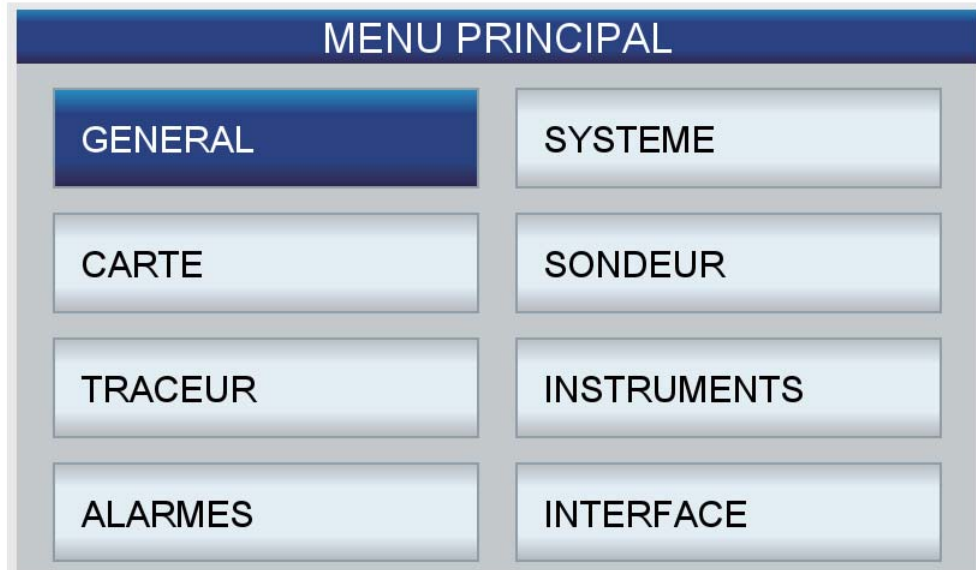 MENU PRINCIPAL
GENERAL
SYSTEME
CARTE
SONDEUR
TRACEUR
INSTRUMENTS
ALARMES
INTERFACE